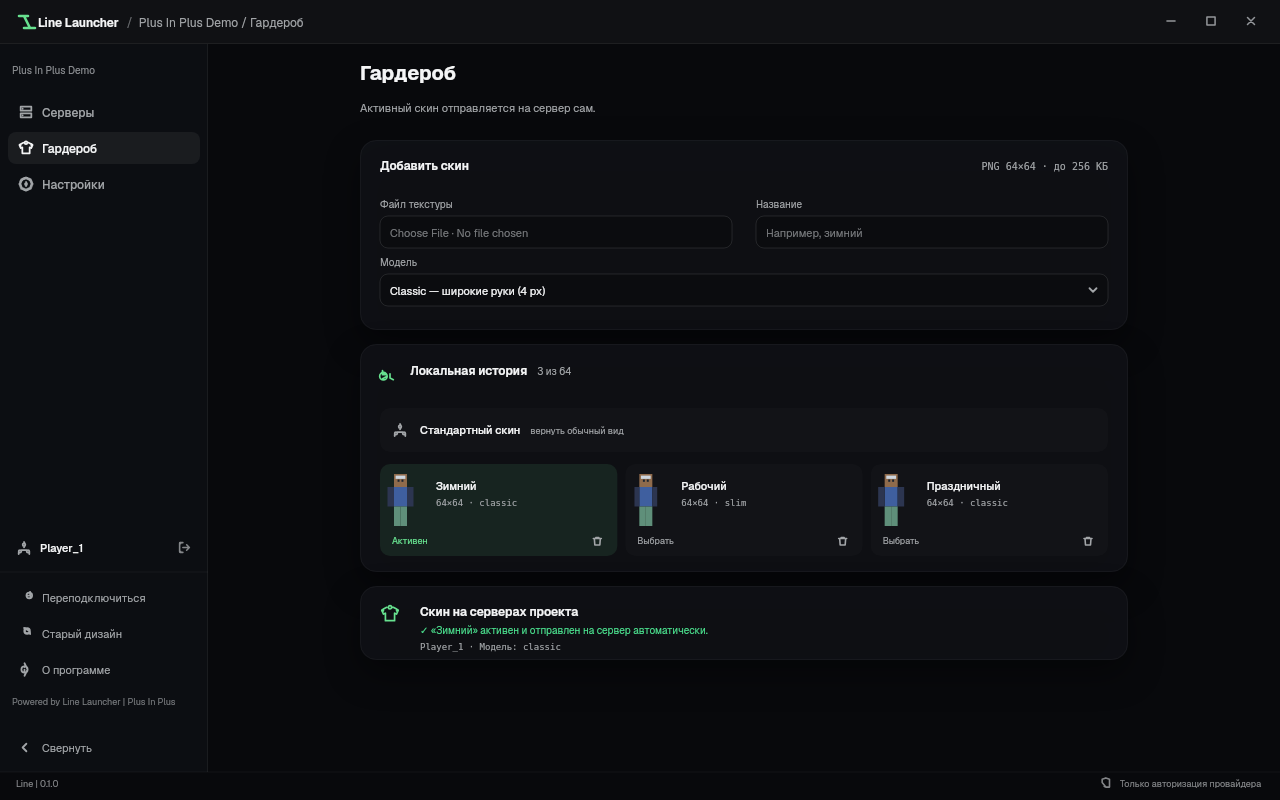 Line Launcher / Plus In Plus Demo / Гардероб
Plus In Plus Demo
Серверы
Гардероб
Настройки
Player_1
Переподключиться
Старый дизайн
О программе
Powered by Line Launcher | Plus In Plus
Свернуть
Гардероб
Активный скин отправляется на сервер сам.
Добавить скин
PNG 64×64 · до 256 КБ
Файл текстуры
Название
Choose File · No file chosen
Например, зимний
Модель
Classic — широкие руки (4 px)
Локальная история 3 из 64
Стандартный скин вернуть обычный вид
Зимний
64×64 · classic
Активен
Рабочий
64×64 · slim
Выбрать
Праздничный
64×64 · classic
Выбрать
Скин на серверах проекта
✓ «Зимний» активен и отправлен на сервер автоматически.
Player_1 · Модель: classic
Line | 0.1.0
Только авторизация провайдера